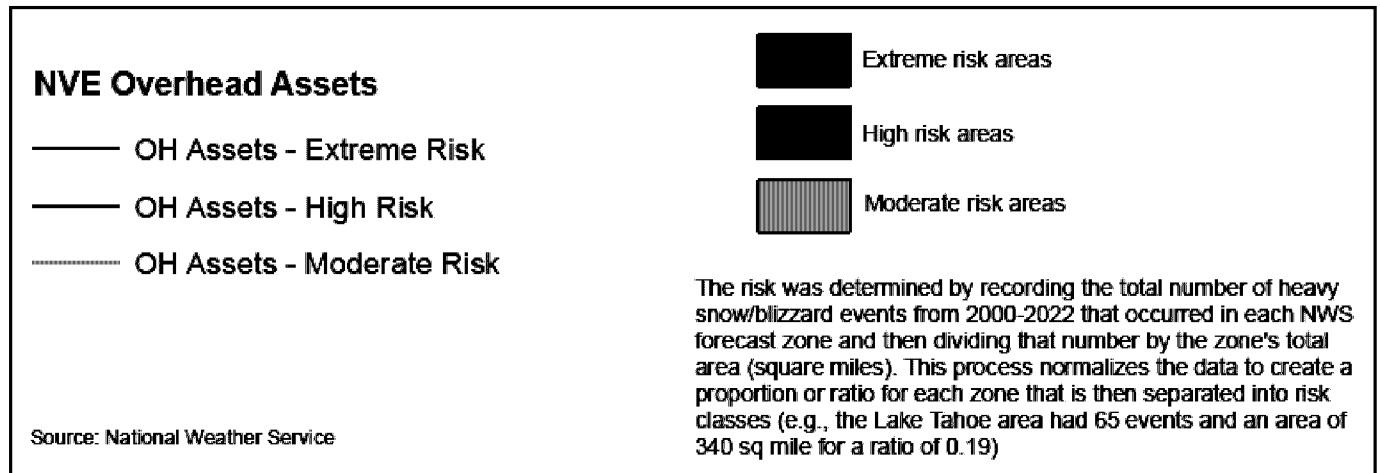 NVE Overhead Assets
OH Assets - Extreme Risk
OH Assets - High Risk
OH Assets - Moderate Risk
Source: National Weather Service
Extreme risk areas
High risk areas
Moderate risk areas
The risk was determined by recording the total number of heavy
snow/blizzard events from 2000-2022 that occurred in each NWS
forecast zone and then dividing that number by the zone's total
area (square miles). This process normalizes the data to create a
proportion or ratio for each zone that is then separated into risk
classes (e.g., the Lake Tahoe area had 65 events and an area of
340 sq mile for a ratio of 0.19)